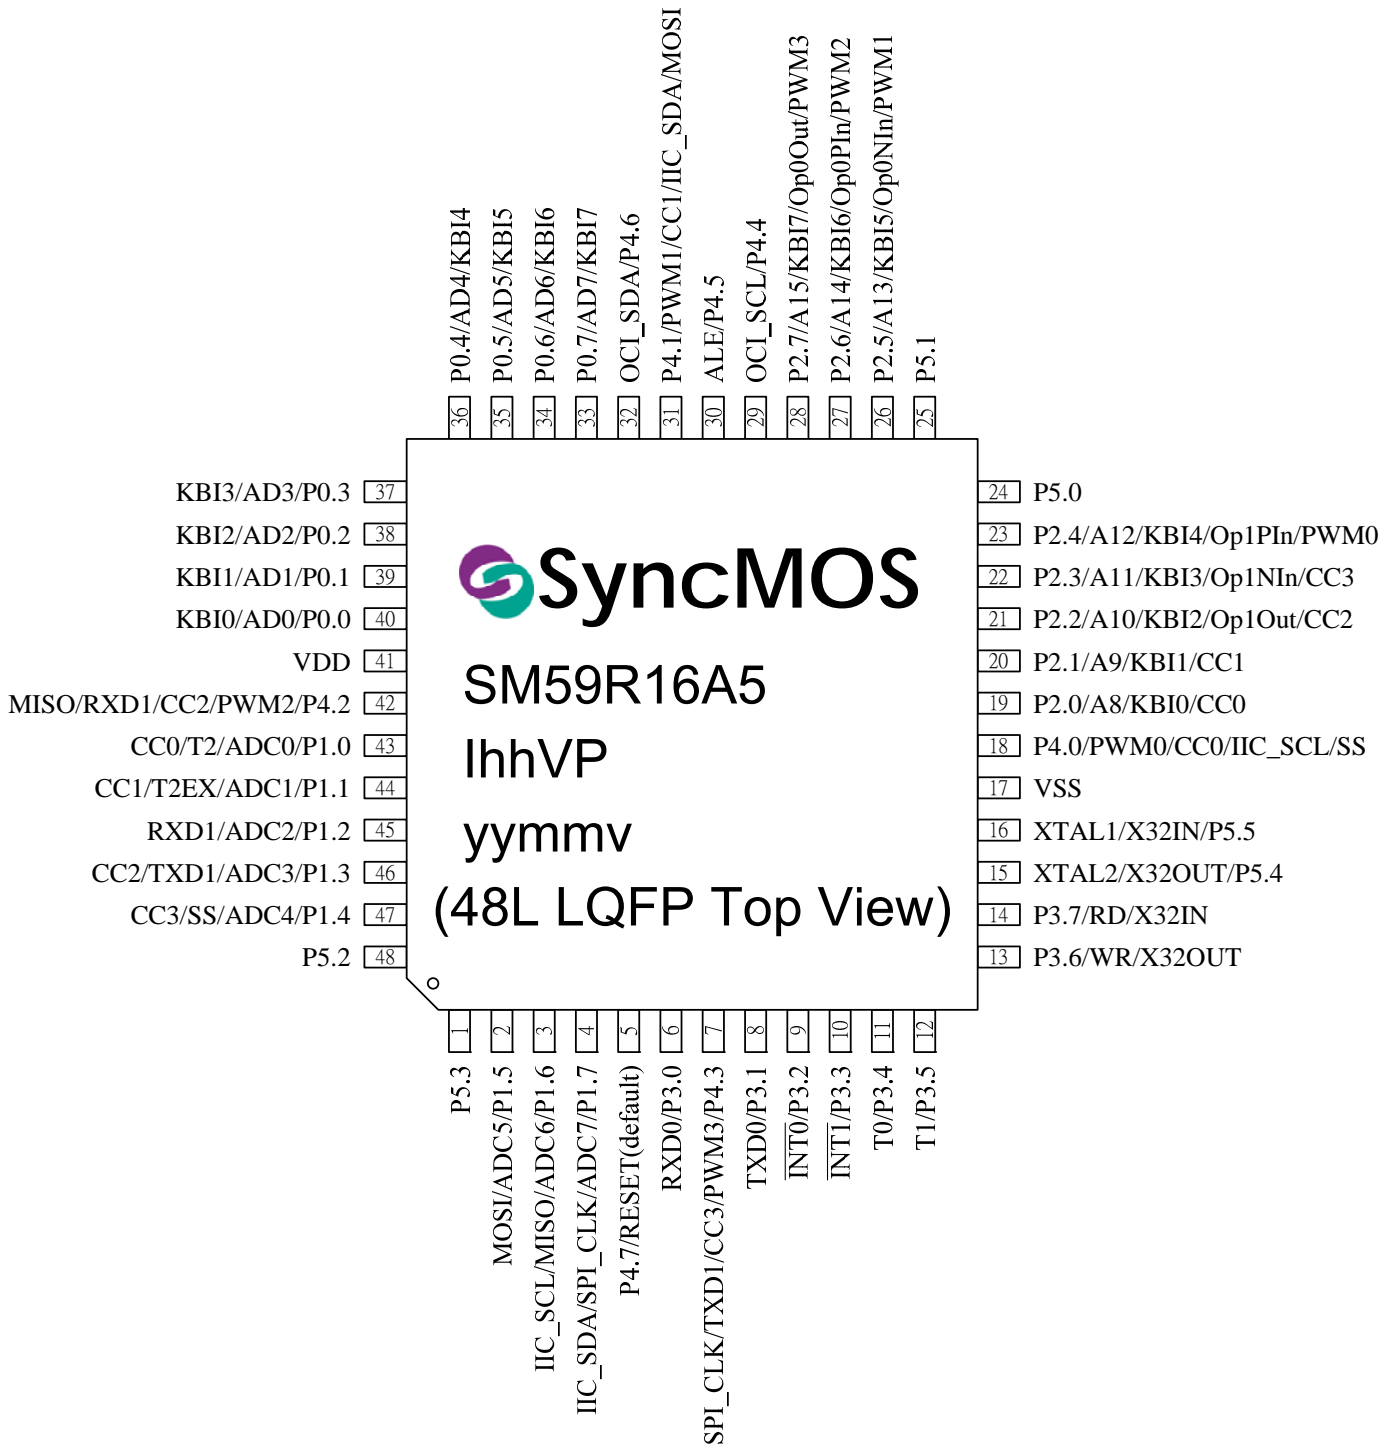 P0.4/AD4/KBI4
P0.5/AD5/KBI5
P0.6/AD6/KBI6
P0.7/AD7/KBI7
OCI_SDA/P4.6
P4.1/PWM1/CC1/IIC_SDA/MOSI
ALE/P4.5
OCI_SCL/P4.4
P2.7/A15/KBI7/Op0Out/PWM3
P2.6/A14/KBI6/Op0PIn/PWM2
P2.5/A13/KBI5/Op0NIn/PWM1
P5.1
36 35 34 33 32 31 30 29 28 27 26 25
KBI3/AD3/P0.3 37
KBI2/AD2/P0.2 38
KBI1/AD1/P0.1 39
KBI0/AD0/P0.0 40
VDD 41
MISO/RXD1/CC2/PWM2/P4.2 42
CC0/T2/ADC0/P1.0 43
CC1/T2EX/ADC1/P1.1 44
RXD1/ADC2/P1.2 45
CC2/TXD1/ADC3/P1.3 46
CC3/SS/ADC4/P1.4 47
P5.2 48
SyncMOS
SM59R16A5
IhhVP
yymmv
(48L LQFP Top View)
24 P5.0
23 P2.4/A12/KBI4/Op1PIn/PWM0
22 P2.3/A11/KBI3/Op1NIn/CC3
21 P2.2/A10/KBI2/Op1Out/CC2
20 P2.1/A9/KBI1/CC1
19 P2.0/A8/KBI0/CC0
18 P4.0/PWM0/CC0/IIC_SCL/SS
17 VSS
16 XTAL1/X32IN/P5.5
15 XTAL2/X32OUT/P5.4
14 P3.7/RD/X32IN
13 P3.6/WR/X32OUT
1 2 3 4 5 6 7 8 9 10 11 12
P5.3
MOSI/ADC5/P1.5
IIC_SCL/MISO/ADC6/P1.6
IIC_SDA/SPI_CLK/ADC7/P1.7
P4.7/RESET(default)
RXD0/P3.0
SPI_CLK/TXD1/CC3/PWM3/P4.3
TXD0/P3.1
INT0/P3.2
INT1/P3.3
T0/P3.4
T1/P3.5